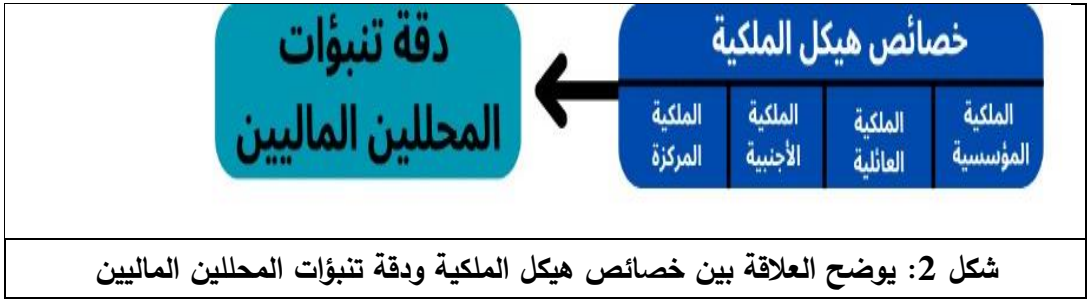 خصائص هيكل الملكية
الملكية المؤسسية
الملكية العائلية
الملكية الأجنبية
الملكية المركزة
دقة تنبؤات
المحللين الماليين
شكل 2: يوضح العلاقة بين خصائص هيكل الملكية ودقة تنبؤات المحللين الماليين